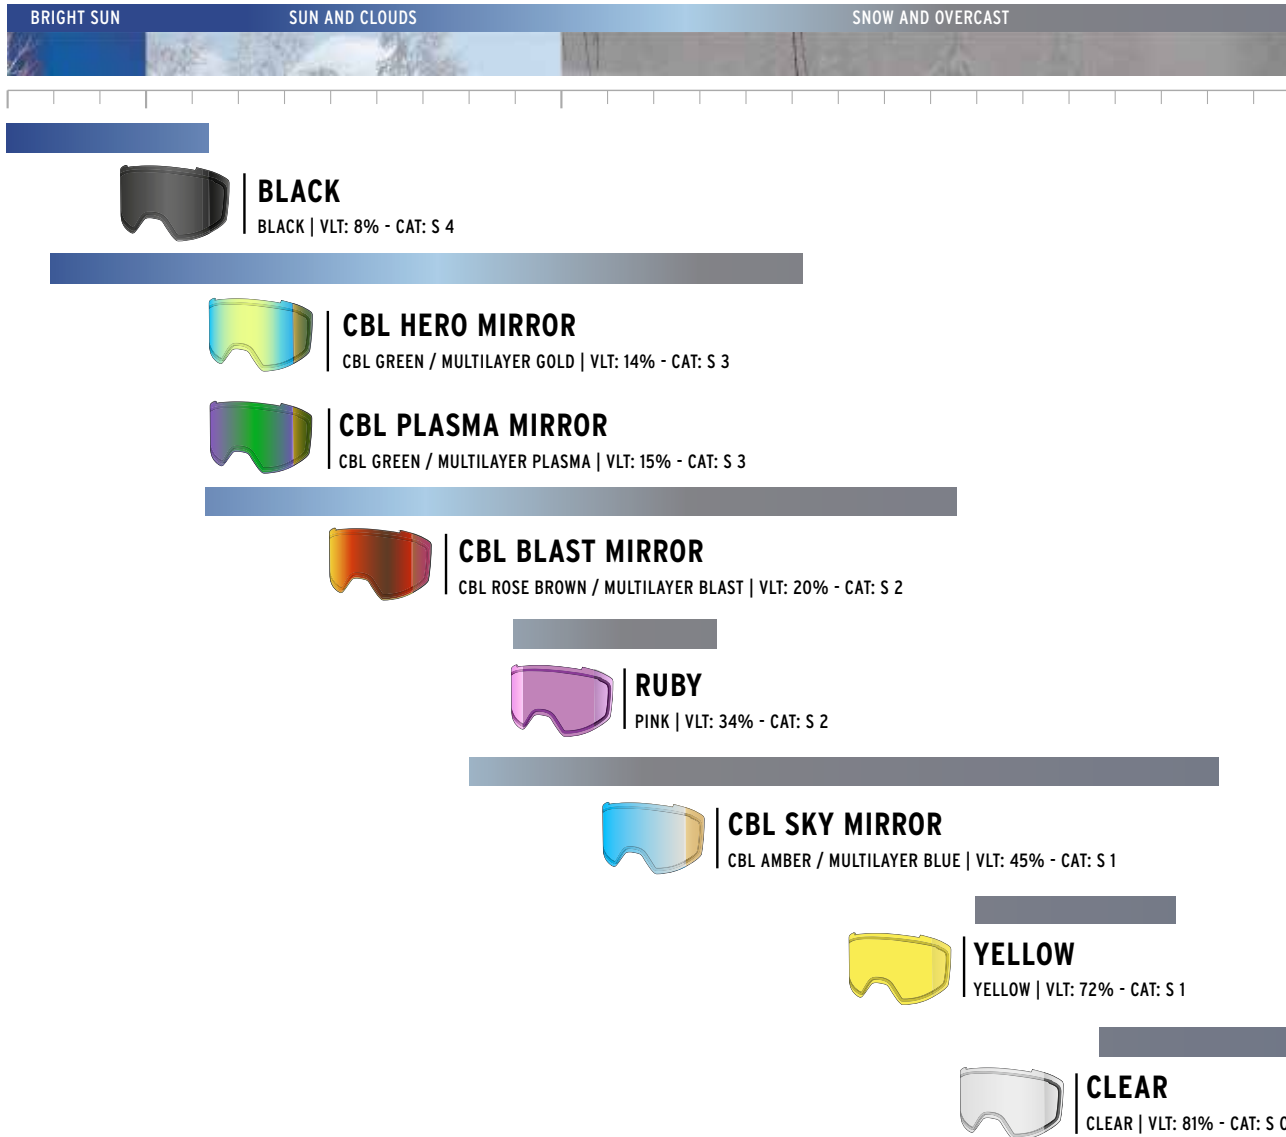 BRIGHT SUN
SUN AND CLOUDS
SNOW AND OVERCAST
BLACK
BLACK | VLT: 8% - CAT: S 4
CBL HERO MIRROR
CBL GREEN / MULTILAYER GOLD | VLT: 14% - CAT: S 3
CBL PLASMA MIRROR
CBL GREEN / MULTILAYER PLASMA | VLT: 15% - CAT: S 3
CBL BLAST MIRROR
CBL ROSE BROWN / MULTILAYER BLAST | VLT: 20% - CAT: S 2
RUBY
PINK | VLT: 34% - CAT: S 2
CBL SKY MIRROR
CBL AMBER / MULTILAYER BLUE | VLT: 45% - CAT: S 1
YELLOW
YELLOW | VLT: 72% - CAT: S 1
CLEAR
CLEAR | VLT: 81% - CAT: S